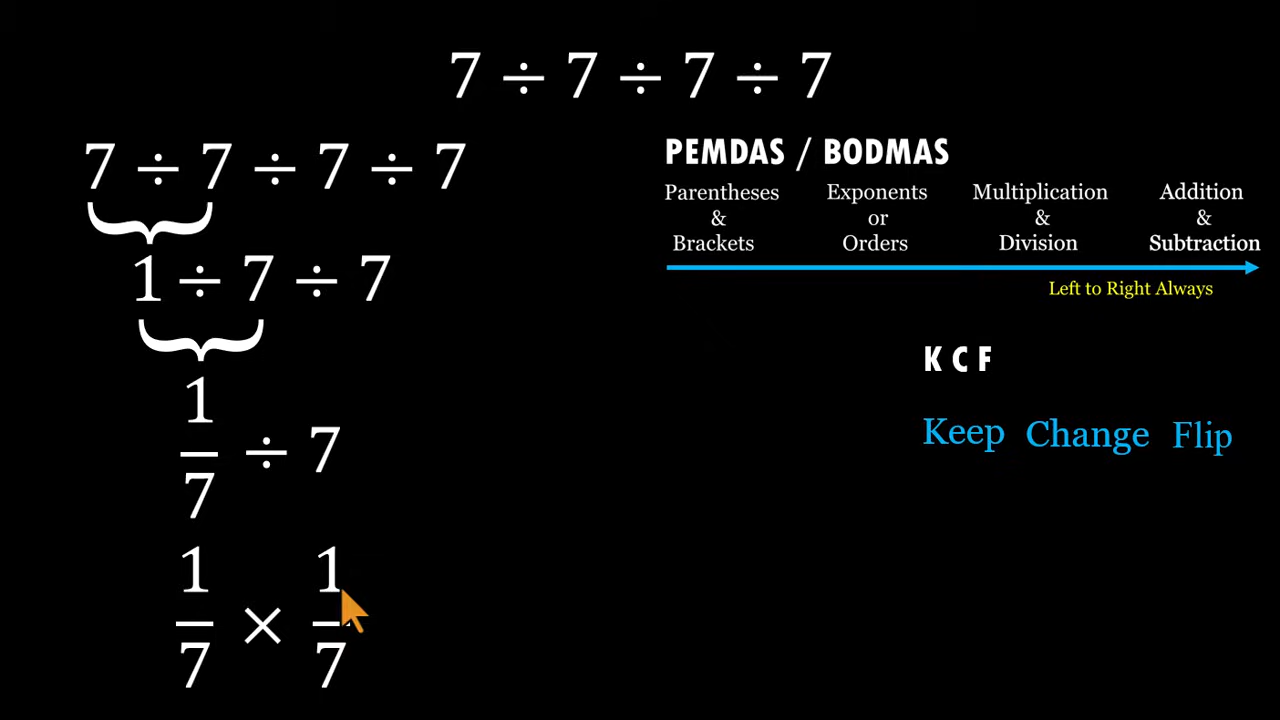 7 ÷ 7 ÷ 7 ÷ 7
7 ÷ 7 ÷ 7 ÷ 7
1 ÷ 7 ÷ 7
1/7 ÷ 7
1/7 × 1/7
PEMDAS / BODMAS
Parentheses & Brackets
Exponents or Orders
Multiplication & Division
Addition & Subtraction
Left to Right Always
K C F
Keep Change Flip